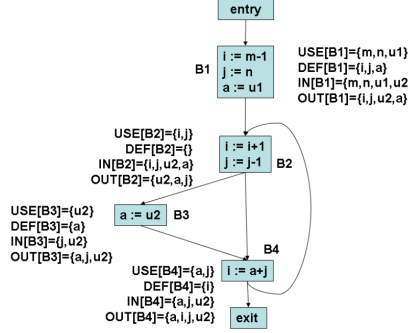 entry
B1
i := m-1
j := n
a := u1
USE[B1]={m,n,u1}
DEF[B1]={i,j,a}
IN[B1]={m,n,u1,u2
OUT[B1]={i,j,u2,a}
USE[B2]={i,j}
DEF[B2]={}
IN[B2]={i,j,u2,a}
OUT[B2]={u2,a,j}
i := i+1
j := j-1
B2
USE[B3]={u2}
DEF[B3]={a}
IN[B3]={j,u2}
OUT[B3]={a,j,u2}
a := u2
B3
B4
USE[B4]={a,j}
DEF[B4]={i}
IN[B4]={a,j,u2}
OUT[B4]={a,i,j,u2}
i := a+j
exit